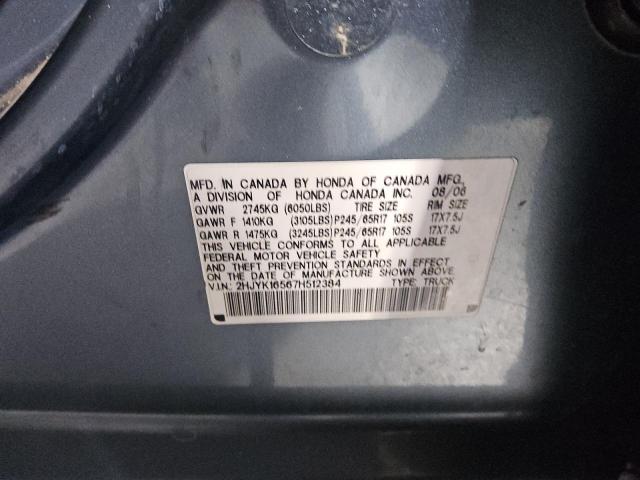 MFD. IN CANADA BY HONDA OF CANADA MFG.,
A DIVISION OF HONDA CANADA INC. 08/06
GVWR 2745KG (6050LBS) TIRE SIZE RIM SIZE
GAWR F 1410KG (3105LBS) P245/65R17 105S 17X7.5J
GAWR R 1475KG (3245LBS) P245/65R17 105S 17X7.5J
THIS VEHICLE CONFORMS TO ALL APPLICABLE
FEDERAL MOTOR VEHICLE SAFETY
AND THEFT PREVENTION STANDARDS IN EFFECT
ON THE DATE OF MANUFACTURE SHOWN ABOVE.
V.I.N.: 2HJYK16567H512384 TYPE: TRUCK